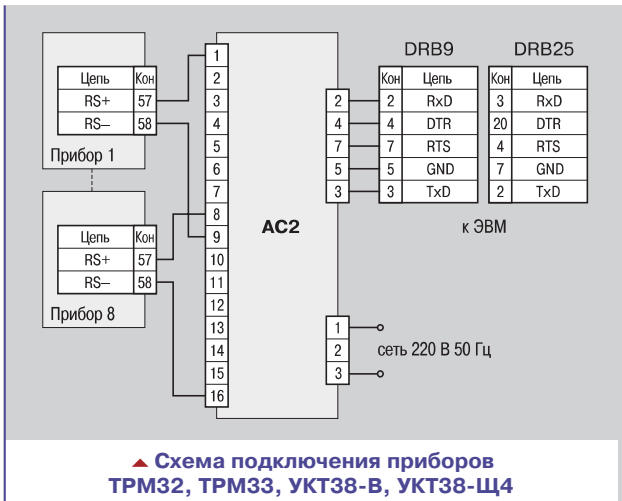 DRB9 DRB25
Цепь Кон
RS+ 57
RS– 58
Прибор 1
Цепь Кон
RS+ 57
RS– 58
Прибор 8
1
2
3
4
5
6
7
8
9
10
11
12
13
14
15
16
АС2
2
4
7
5
3
Кон Цепь
2 RxD
4 DTR
7 RTS
5 GND
3 TxD
Кон Цепь
3 RxD
20 DTR
4 RTS
7 GND
2 TxD
к ЭВМ
1
2
3
сеть 220 В 50 Гц
Схема подключения приборов
ТРМ32, ТРМ33, УКТ38-В, УКТ38-Щ4